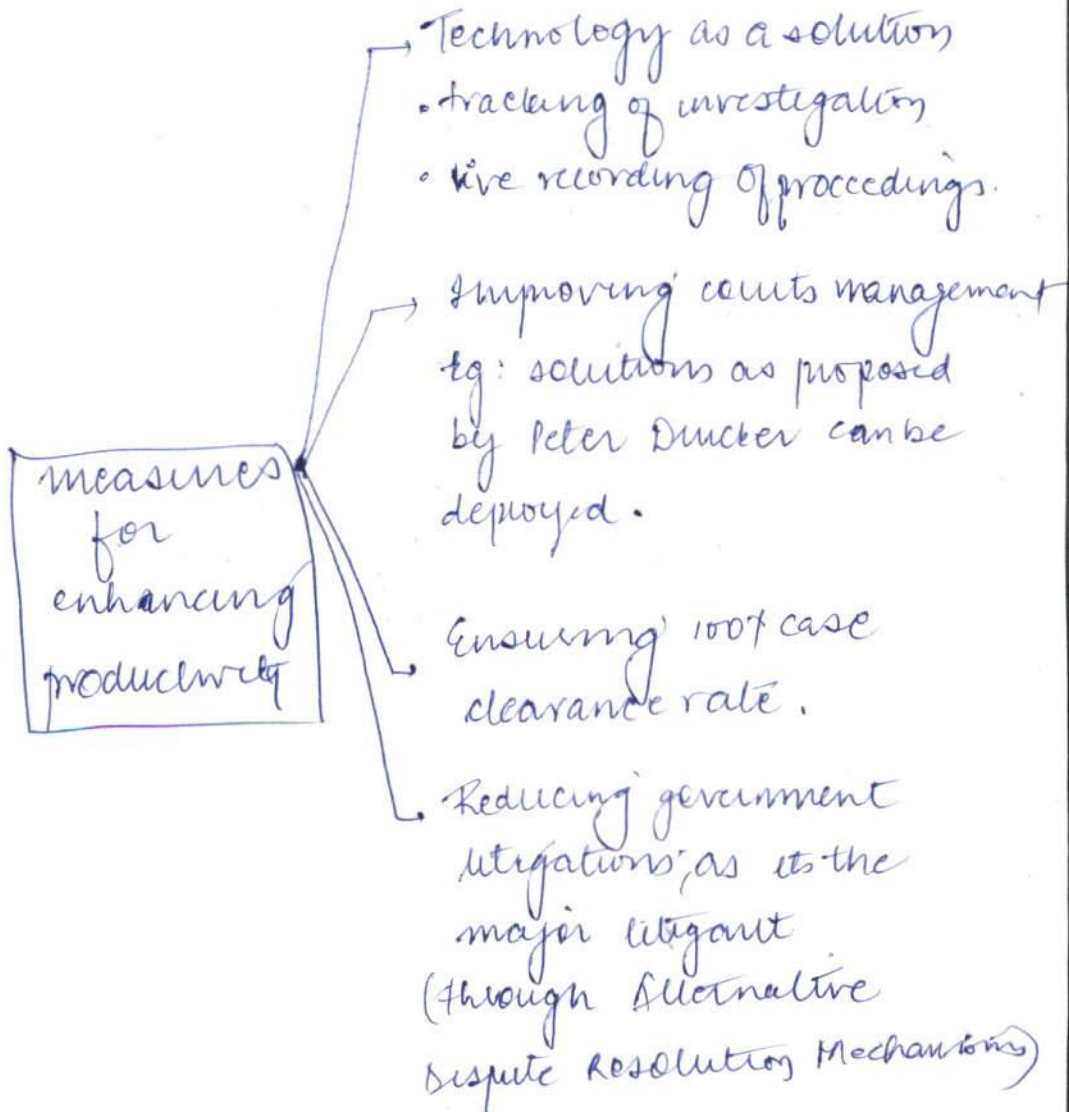 Technology as a solution
• tracking of investigation
• live recording of proceedings.
Improving courts management
Eg: solutions as proposed
by Peter Drucker can be
deployed.
measures
for
enhancing
productivity
Ensuring 100% case
clearance rate.
Reducing government
litigations, as its the
major litigant
(through Alternative
Dispute Resolution Mechanisms)